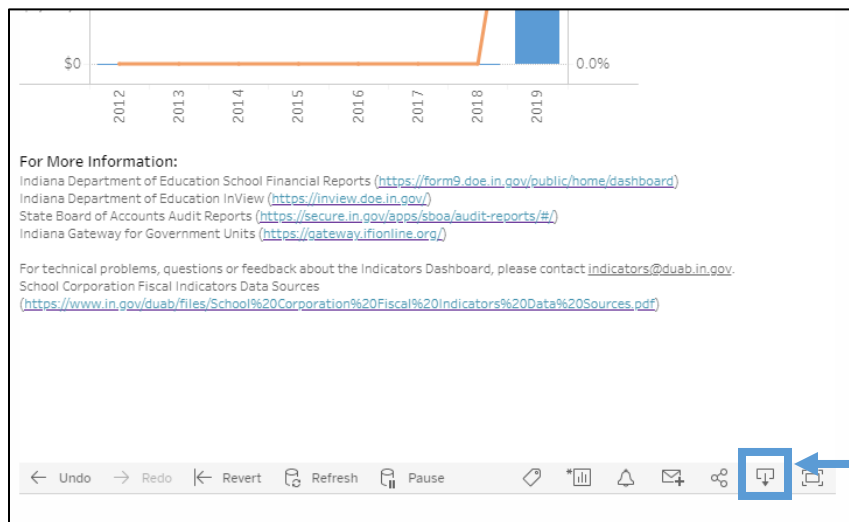 $0
0.0%
2012 2013 2014 2015 2016 2017 2018 2019
For More Information:
Indiana Department of Education School Financial Reports (https://form9.doe.in.gov/public/home/dashboard)
Indiana Department of Education InView (https://inview.doe.in.gov/)
State Board of Accounts Audit Reports (https://secure.in.gov/apps/sboa/audit-reports/#/)
Indiana Gateway for Government Units (https://gateway.ifionline.org/)
For technical problems, questions or feedback about the Indicators Dashboard, please contact indicators@duab.in.gov.
School Corporation Fiscal Indicators Data Sources
(https://www.in.gov/duab/files/School%20Corporation%20Fiscal%20Indicators%20Data%20Sources.pdf)
Undo Redo Revert Refresh Pause